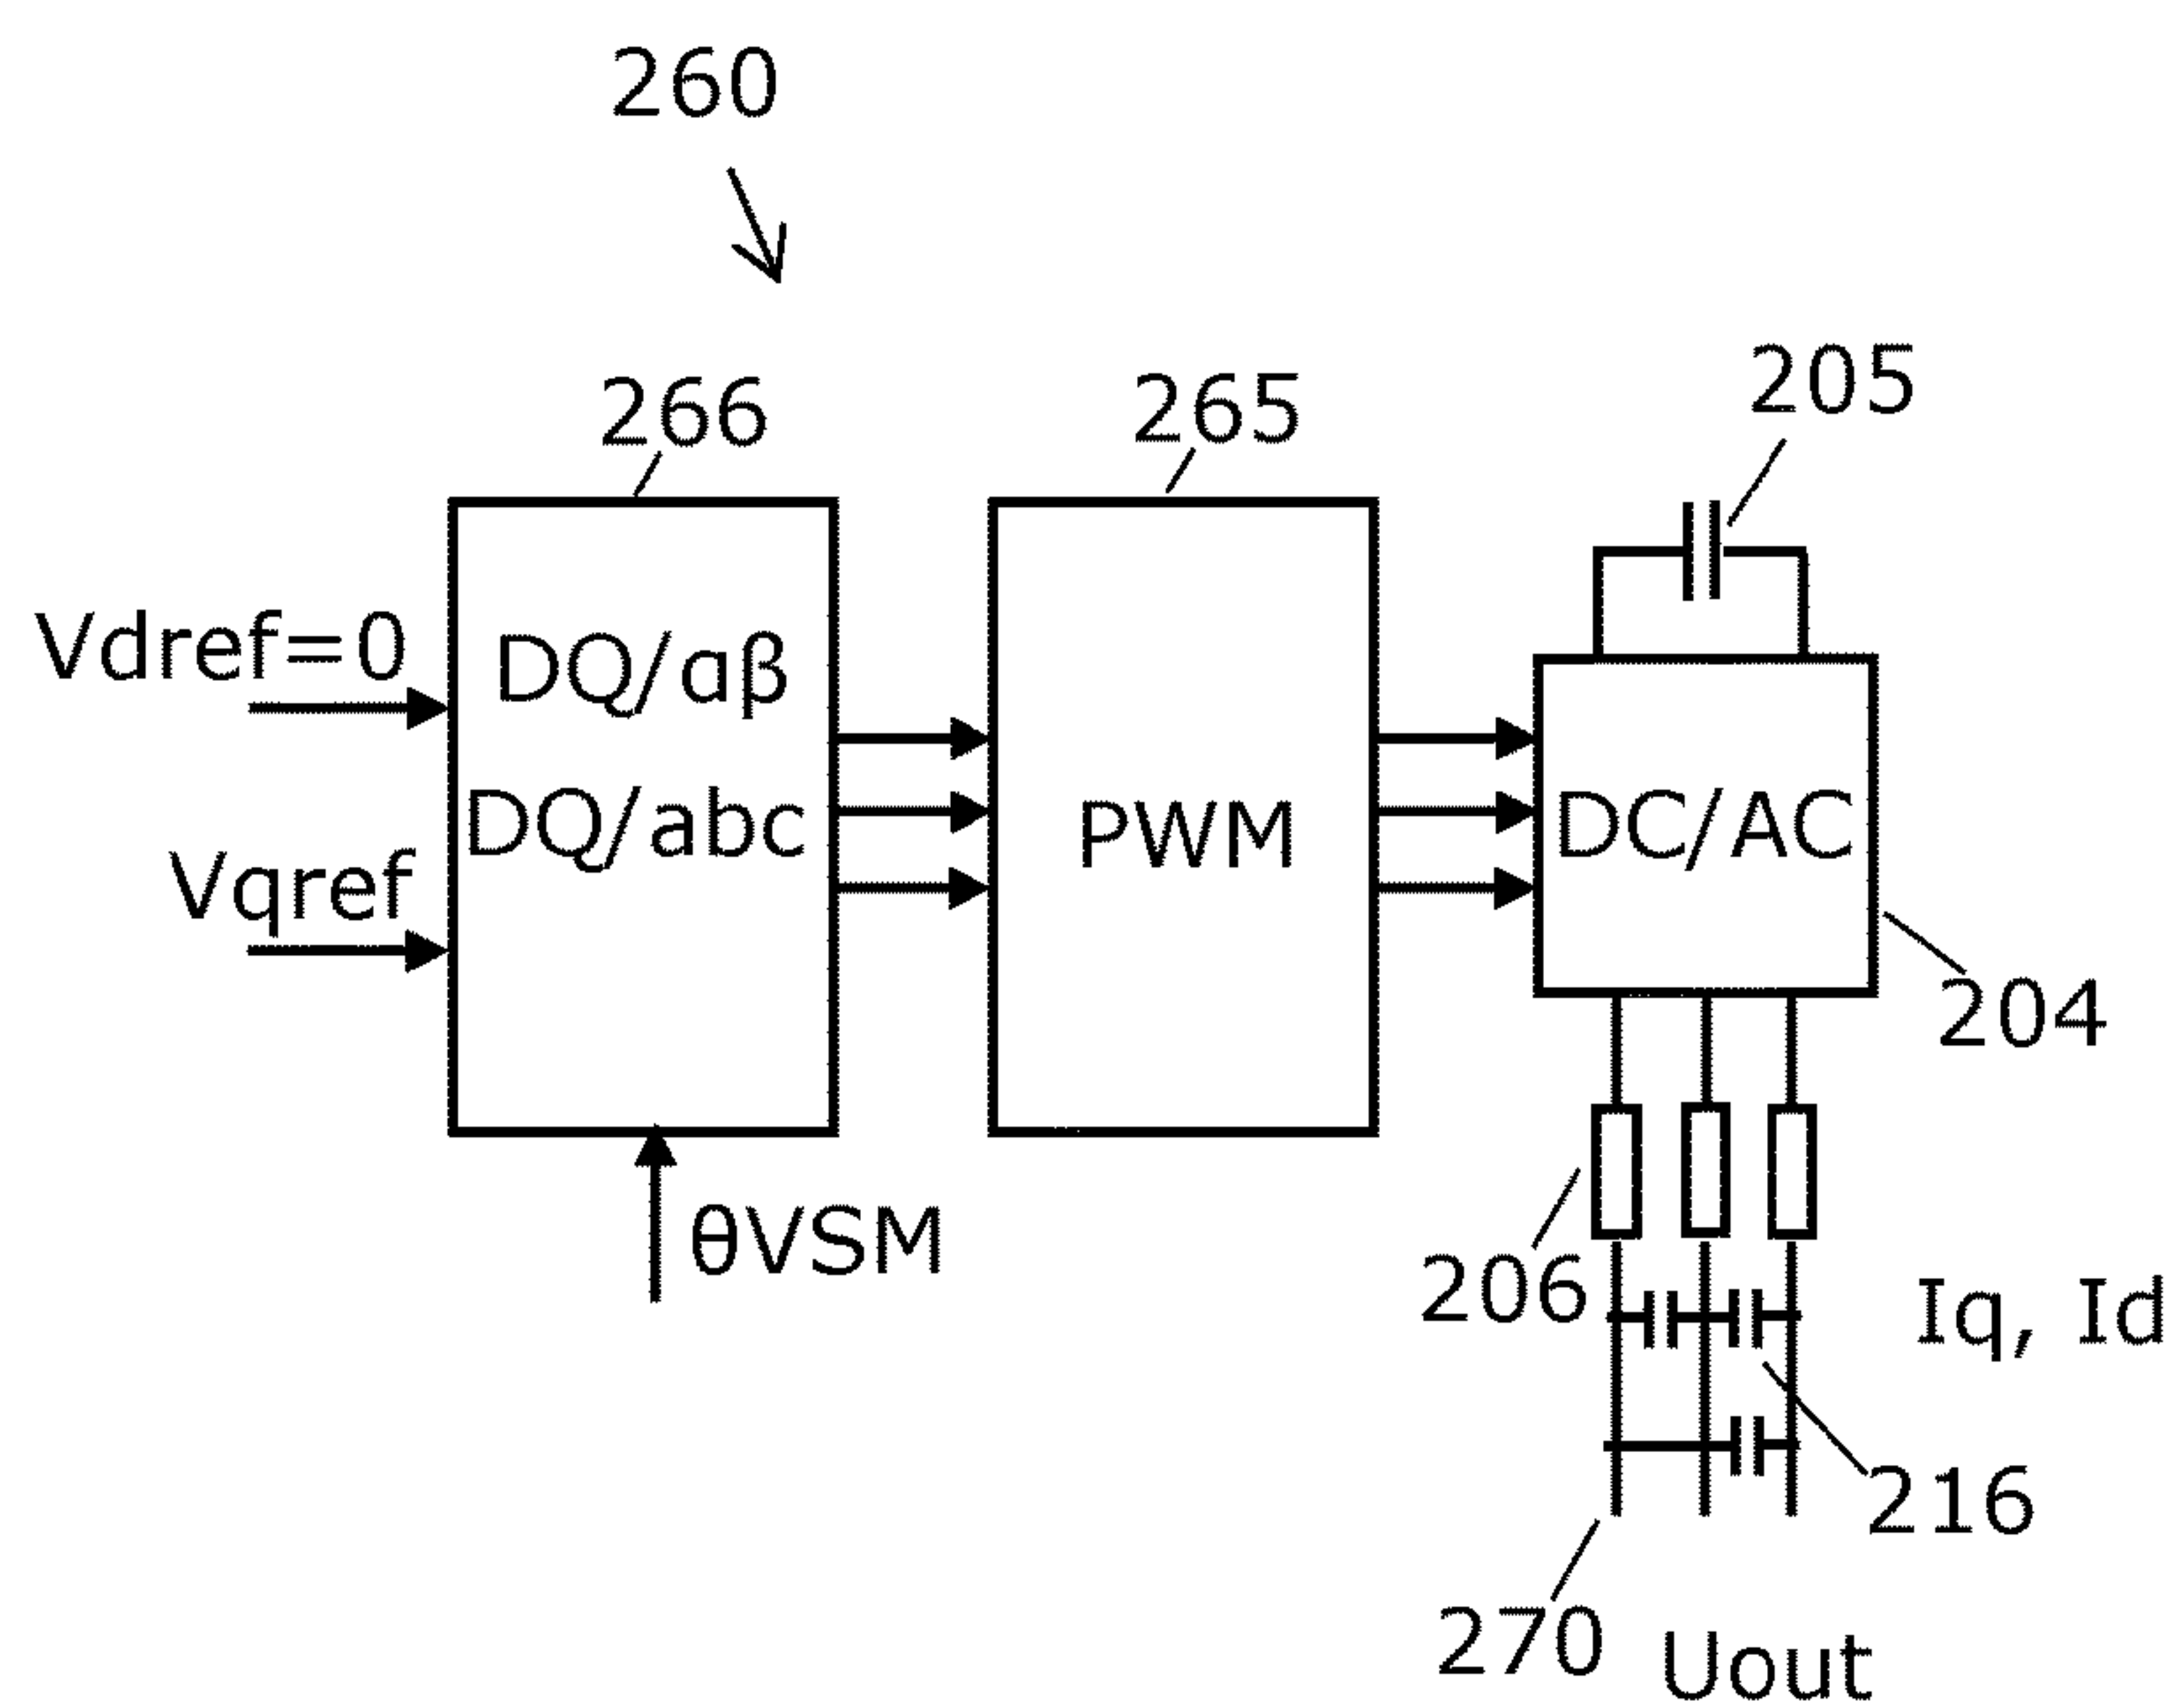 260
266
265
205
Vdref=0
DQ/αβ
Vqref
DQ/abc
PWM
DC/AC
204
θVSM
206
Iq, Id
216
270
Uout